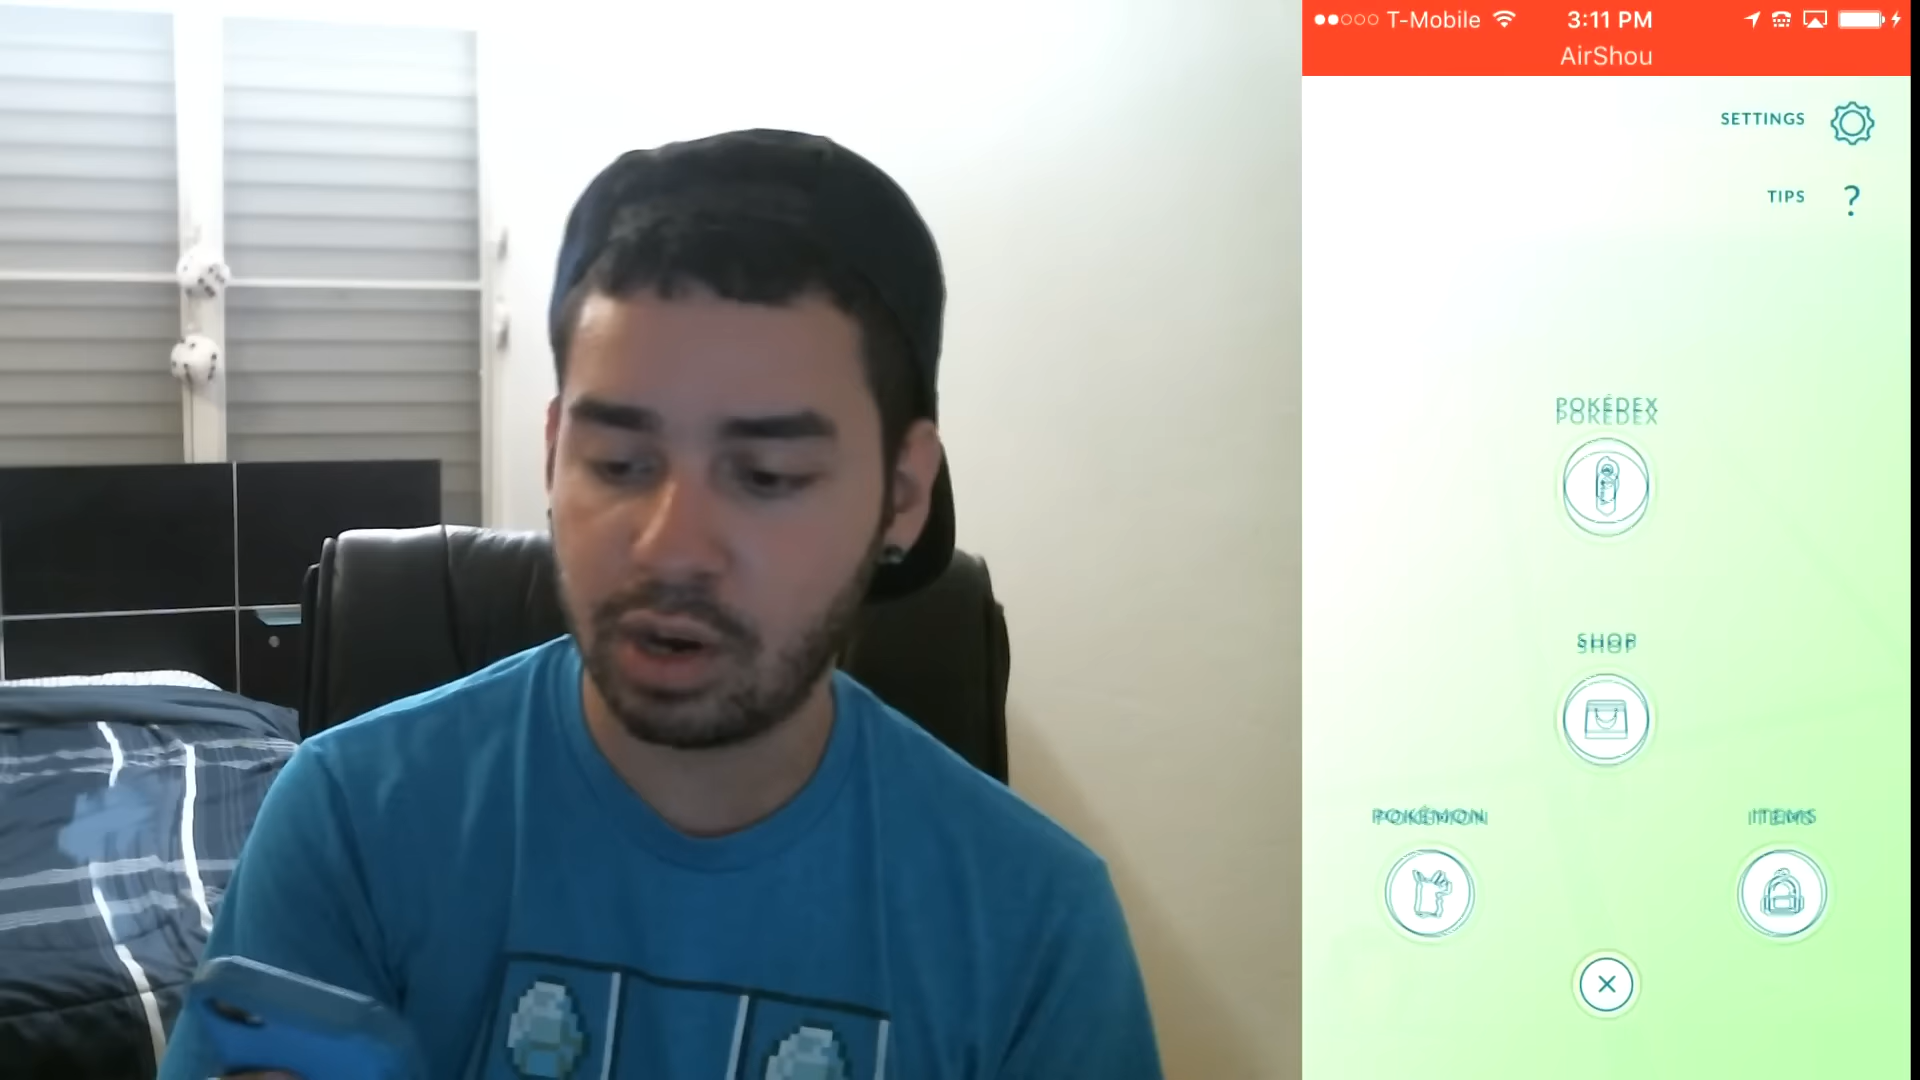 T-Mobile 3:11 PM
AirShou
SETTINGS
TIPS ?
POKÉDEX
SHOP
POKÉMON
ITEMS